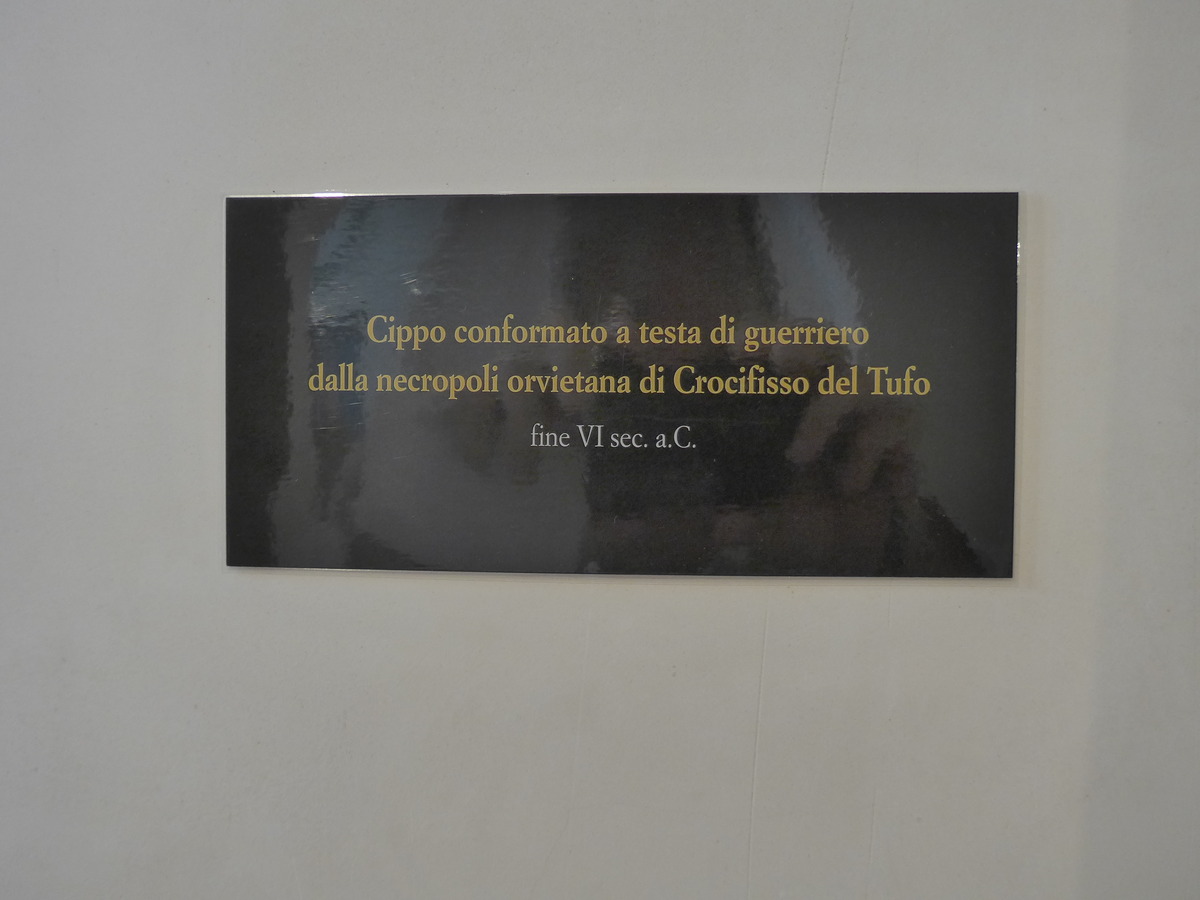 Cippo conformato a testa di guerriero
dalla necropoli orvietana di Crocifisso del Tufo
fine VI sec. a.C.